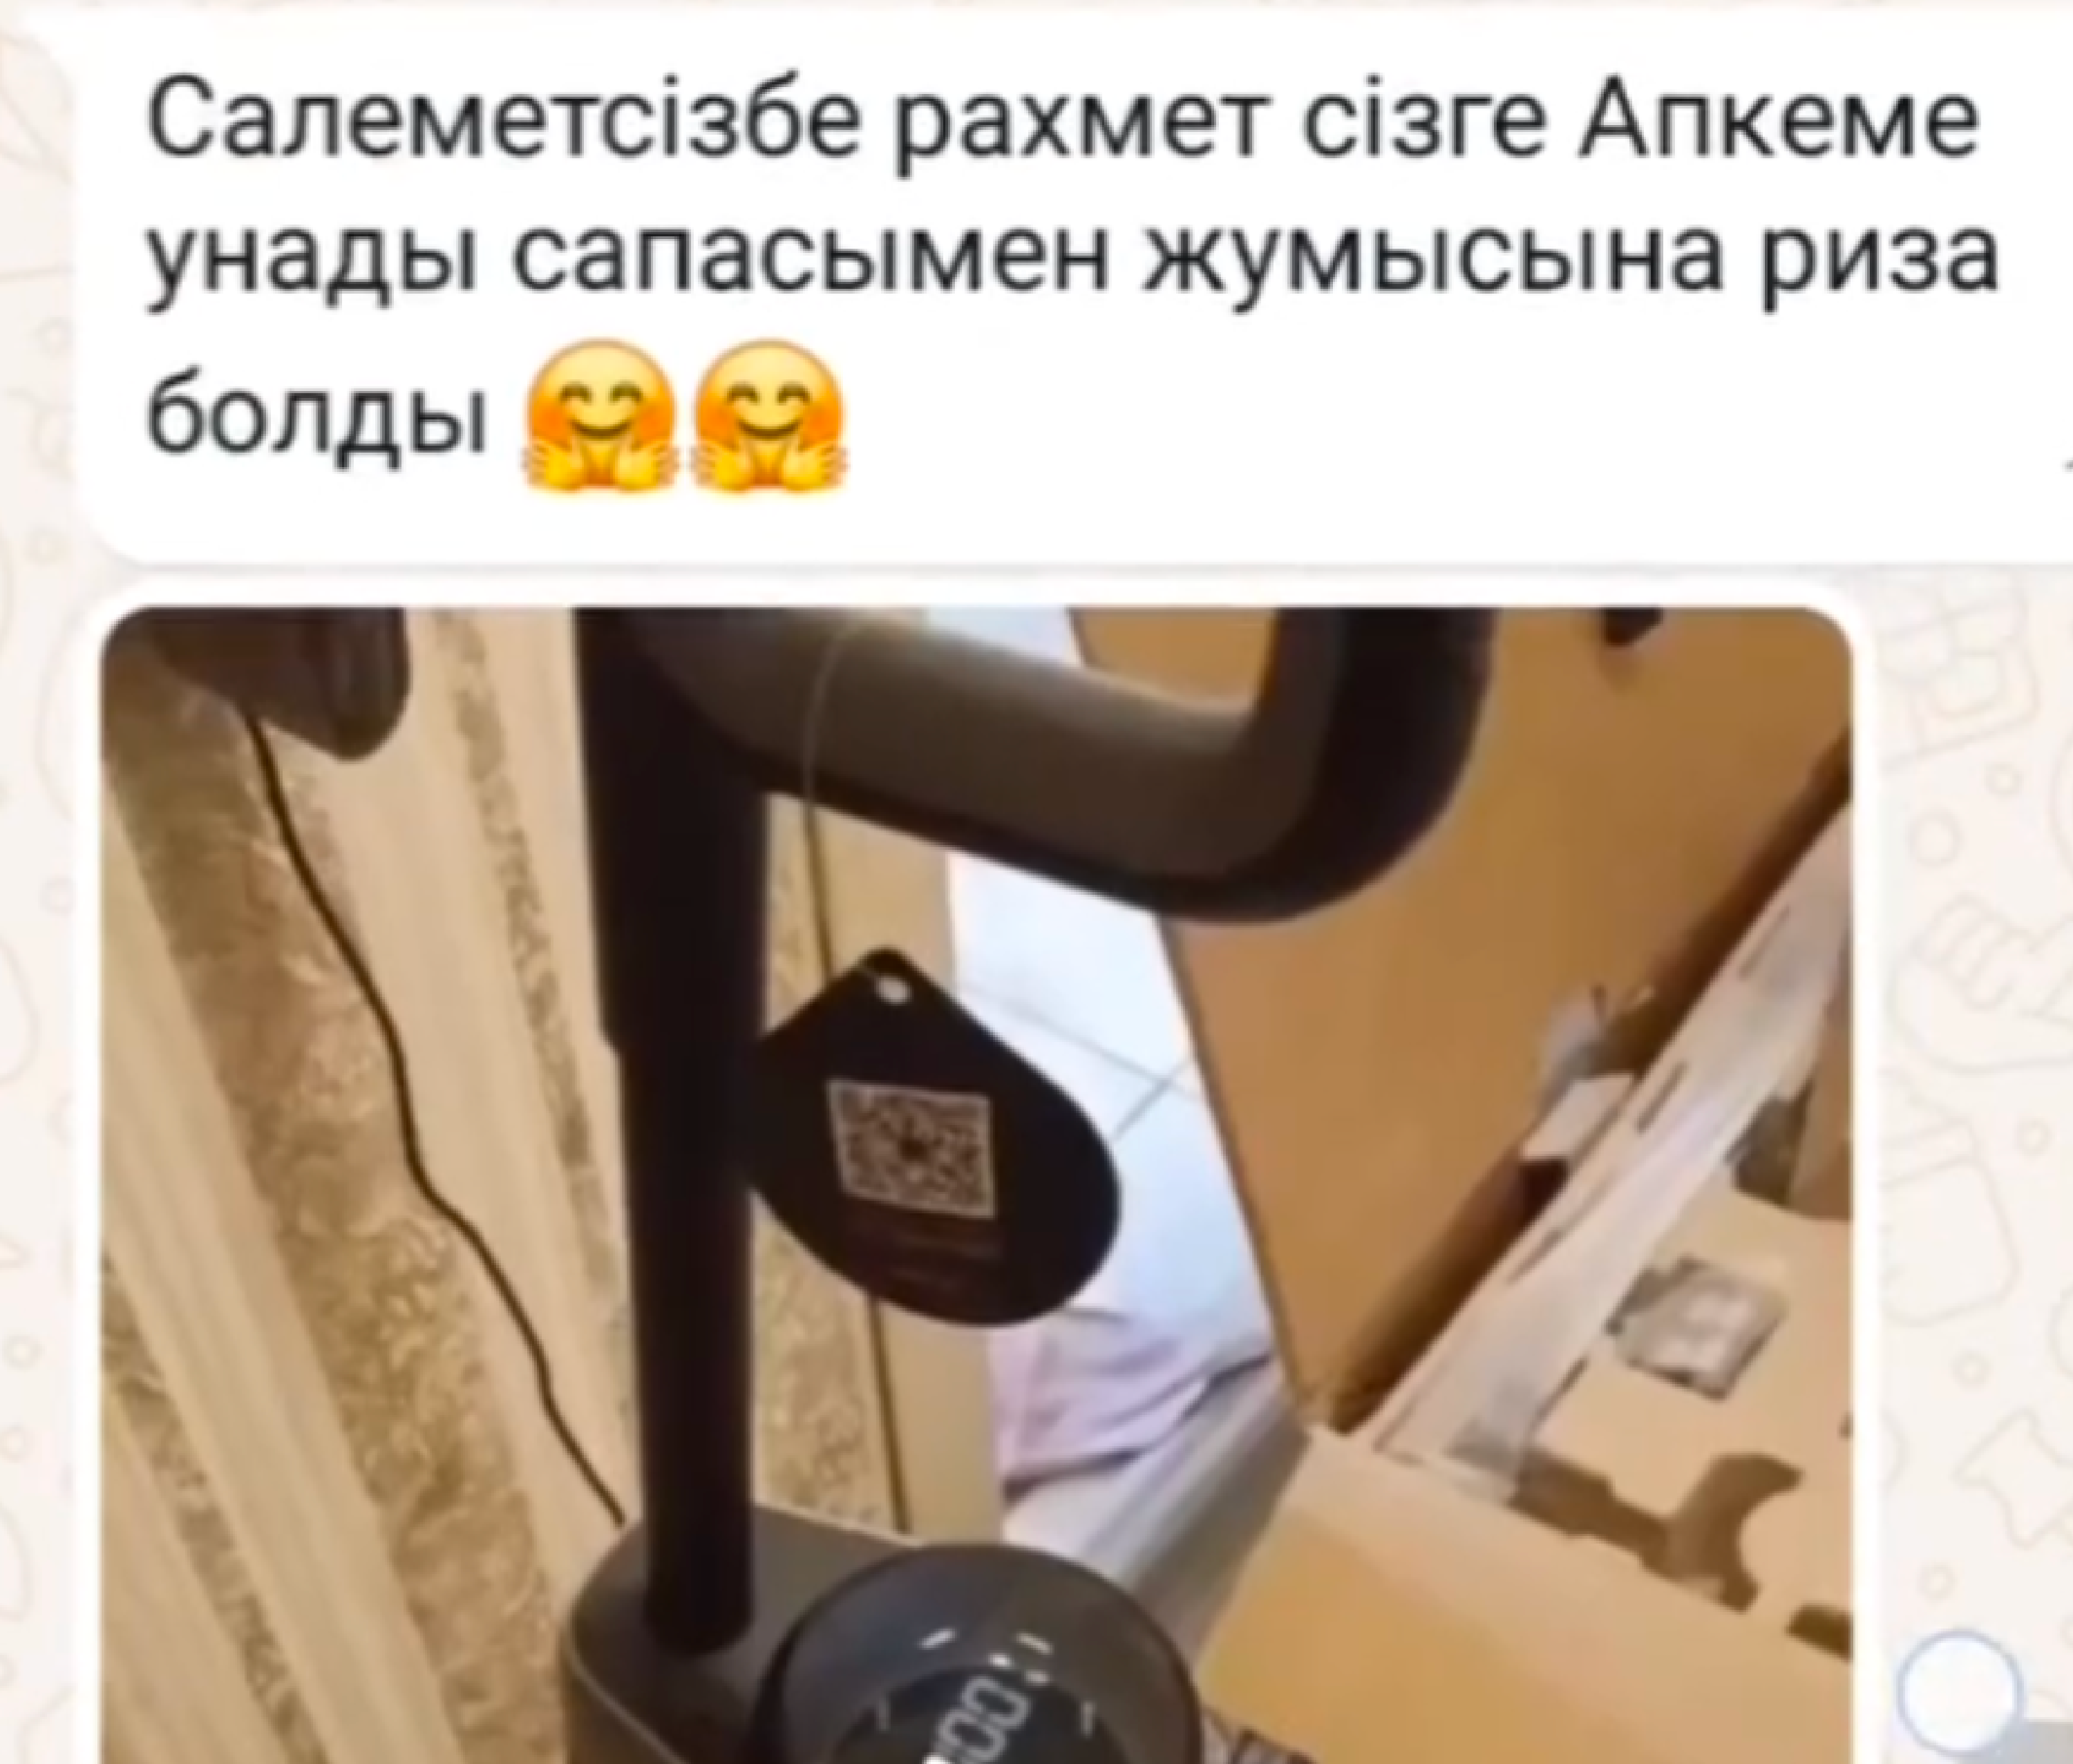 Салеметсізбе рахмет сізге Апкеме
унады сапасымен жумысына риза
болды 🤗🤗